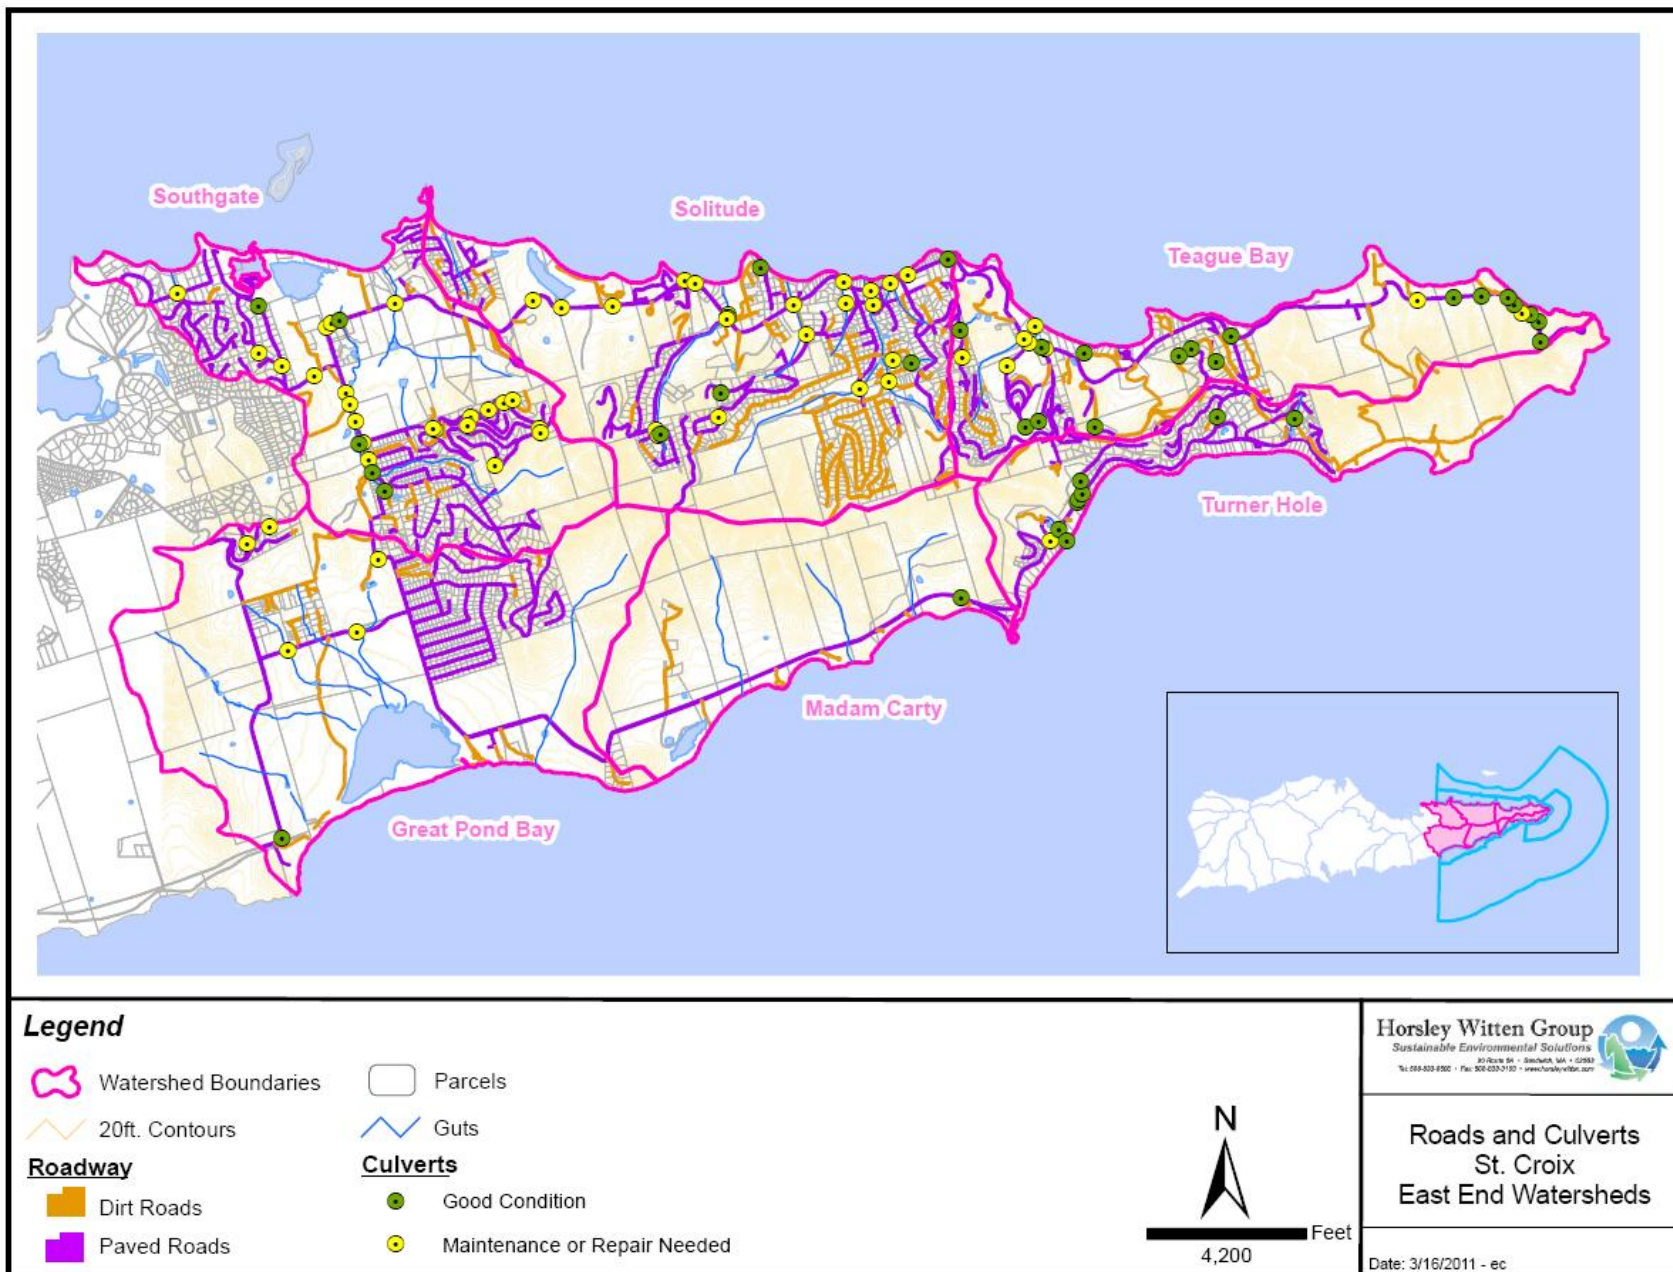 Southgate
Solitude
Teague Bay
Turner Hole
Madam Carty
Great Pond Bay
Legend
Watershed Boundaries
Parcels
20ft. Contours
Guts
Roadway
Culverts
Dirt Roads
Good Condition
Paved Roads
Maintenance or Repair Needed
N
Feet
4,200
Horsley Witten Group
Sustainable Environmental Solutions
Roads and Culverts
St. Croix
East End Watersheds
Date: 3/16/2011 - ec